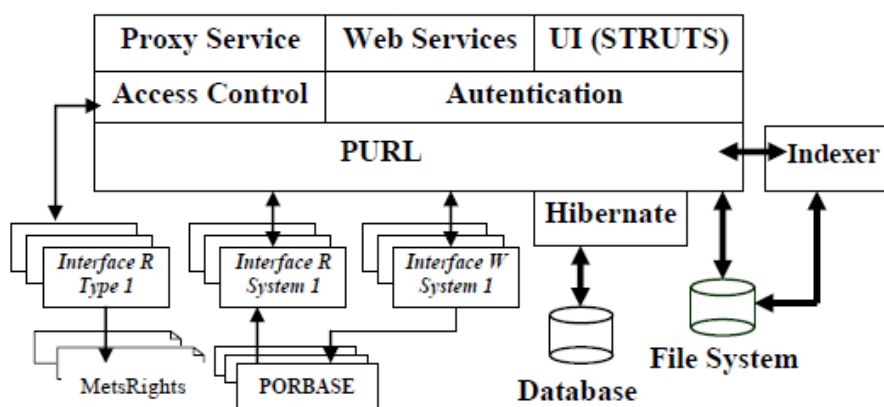 Proxy Service
Web Services
UI (STRUTS)
Access Control
Autentication
PURL
Indexer
Hibernate
Interface R
Type 1
Interface R
System 1
Interface W
System 1
MetsRights
PORBASE
Database
File System